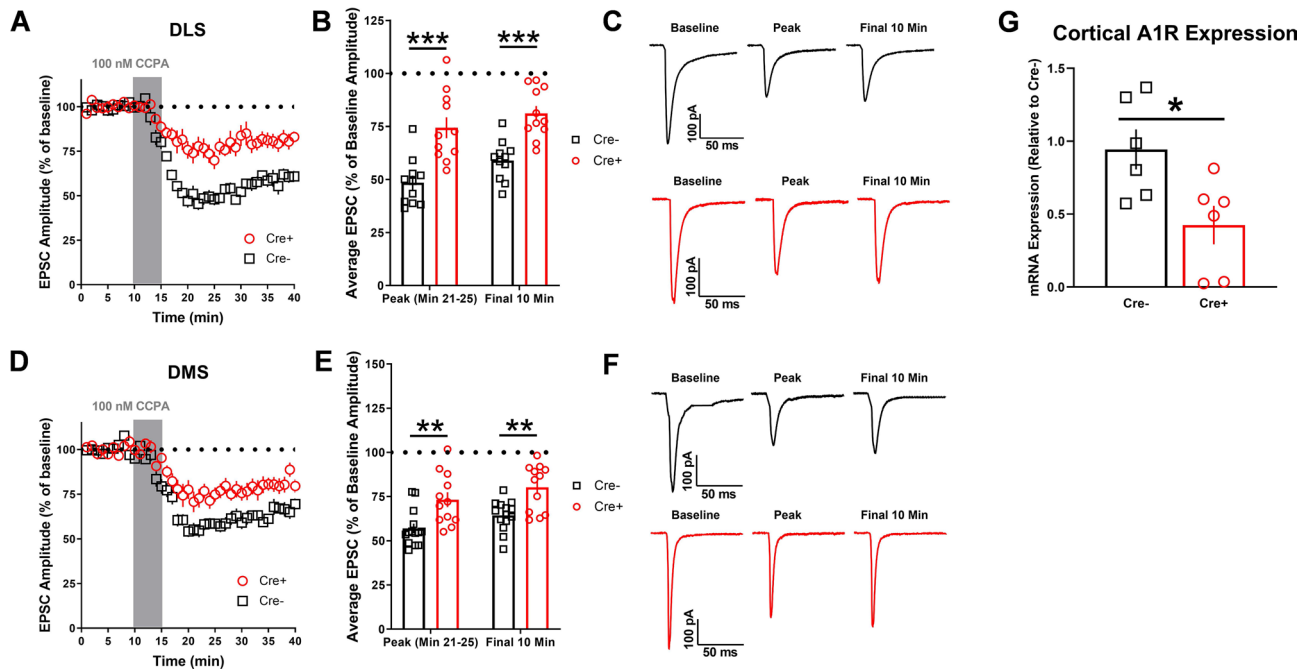 A
DLS
100 nM CCPA
EPSC Amplitude (% of baseline)
125
100
75
50
25
0
0 5 10 15 20 25 30 35 40
Time (min)
Cre+
Cre-
B
Average EPSC (% of Baseline Amplitude)
125
100
75
50
25
0
*** ***
Peak (Min 21-25) Final 10 Min
Cre-
Cre+
C
Baseline Peak Final 10 Min
100 pA
50 ms
Baseline Peak Final 10 Min
100 pA
50 ms
G
Cortical A1R Expression
mRNA Expression (Relative to Cre-)
1.5
1.0
0.5
0.0
*
Cre- Cre+
D
DMS
100 nM CCPA
EPSC Amplitude (% of baseline)
125
100
75
50
25
0
0 5 10 15 20 25 30 35 40
Time (min)
Cre+
Cre-
E
Average EPSC (% of Baseline Amplitude)
150
125
100
75
50
25
0
** **
Peak (Min 21-25) Final 10 Min
Cre-
Cre+
F
Baseline Peak Final 10 Min
100 pA
50 ms
Baseline Peak Final 10 Min
100 pA
50 ms